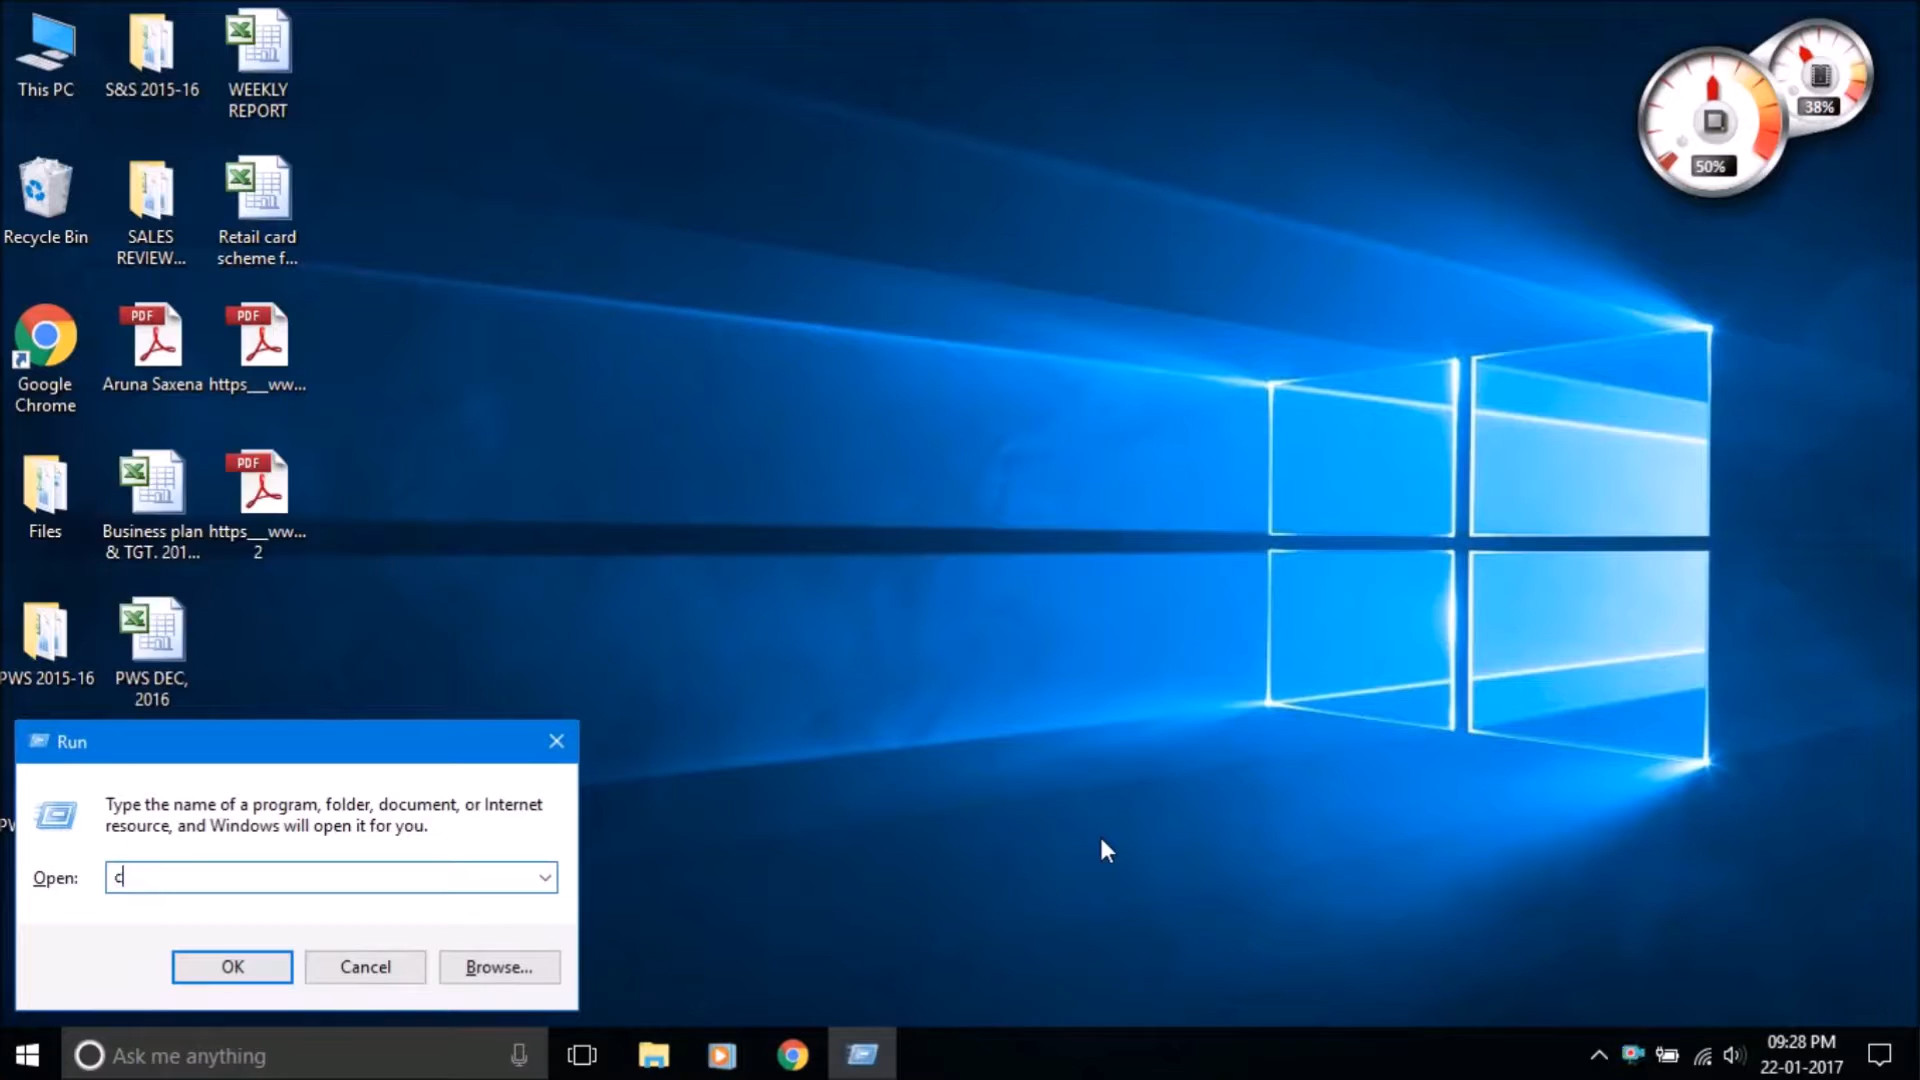 This PC
S&S 2015-16
WEEKLY
REPORT
Recycle Bin
SALES
REVIEW...
Retail card
scheme f...
Google
Chrome
PDF
Aruna Saxena
PDF
https__ww...
Files
Business plan
& TGT. 201...
PDF
https__ww...
2
PWS 2015-16
PWS DEC,
2016
38%
50%
Run
Type the name of a program, folder, document, or Internet
resource, and Windows will open it for you.
Open:
c
OK
Cancel
Browse...
Ask me anything
09:28 PM
22-01-2017